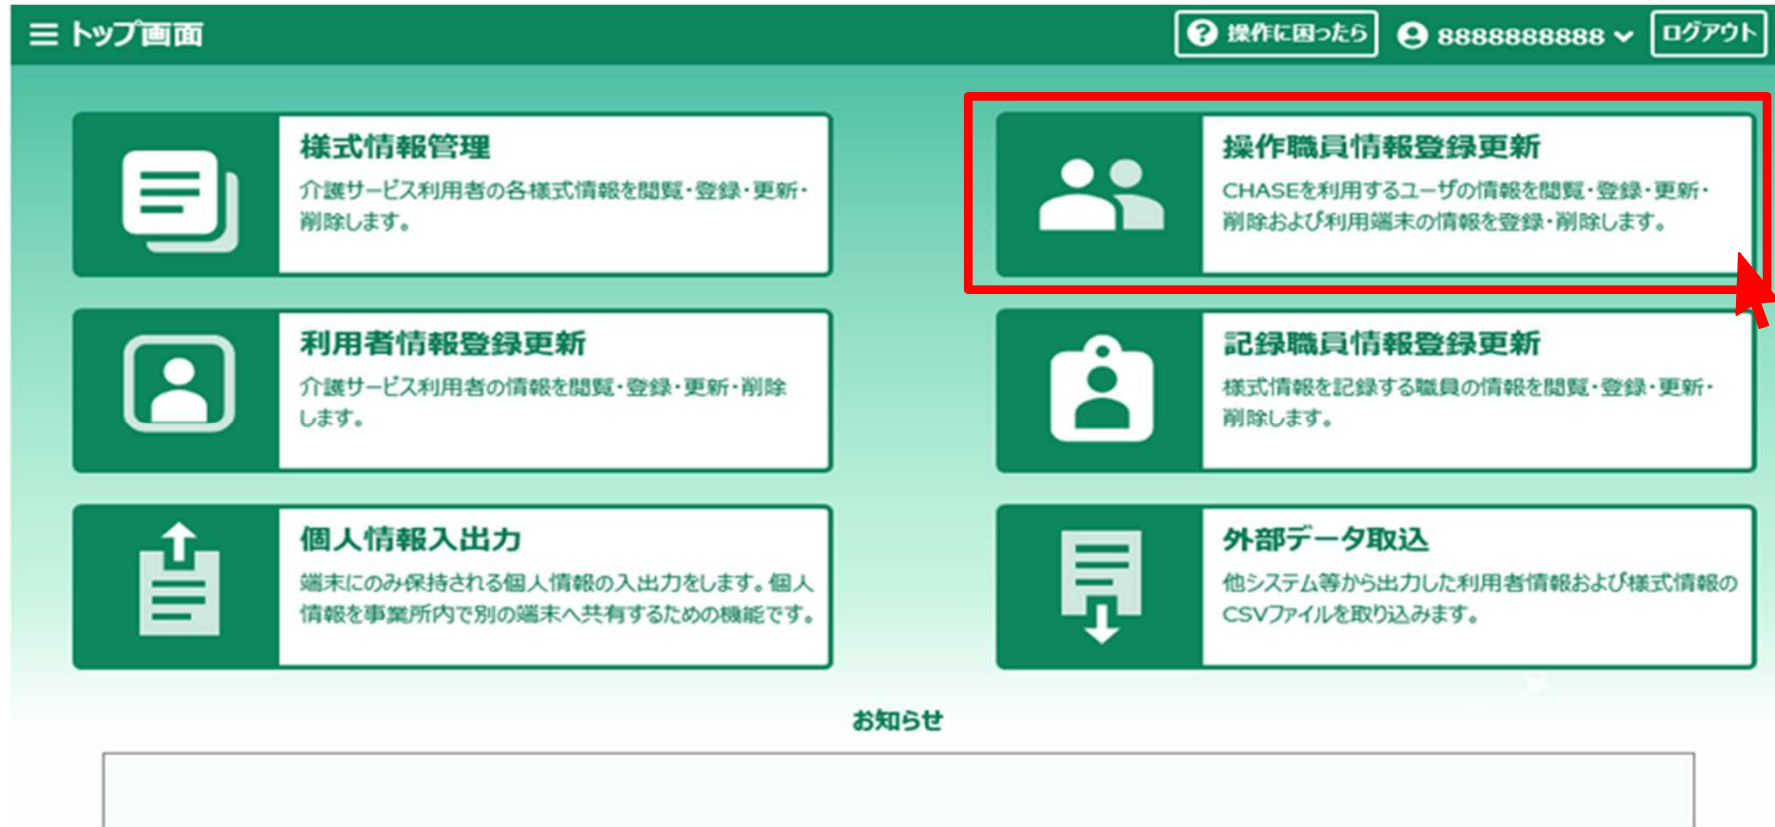 トップ画面
操作に困ったら
8888888888
ログアウト
様式情報管理
介護サービス利用者の各様式情報を閲覧・登録・更新・
削除します。
操作職員情報登録更新
CHASEを利用するユーザの情報を閲覧・登録・更新・
削除および利用端末の情報を登録・削除します。
利用者情報登録更新
介護サービス利用者の情報を閲覧・登録・更新・削除
します。
記録職員情報登録更新
様式情報を記録する職員の情報を閲覧・登録・更新・
削除します。
個人情報入出力
端末にのみ保持される個人情報の入出力をします。個人
情報を事業所内で別の端末へ共有するための機能です。
外部データ取込
他システム等から出力した利用者情報および様式情報の
CSVファイルを取り込みます。
お知らせ